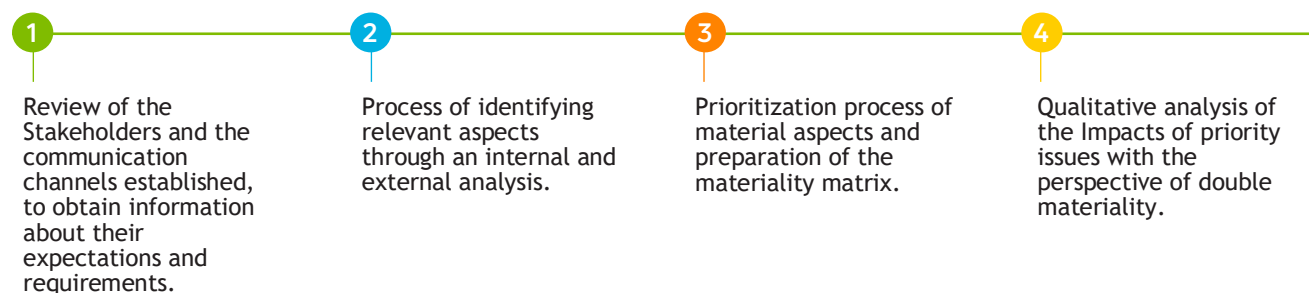 1
Review of the
Stakeholders and the
communication
channels established,
to obtain information
about their
expectations and
requirements.
2
Process of identifying
relevant aspects
through an internal and
external analysis.
3
Prioritization process of
material aspects and
preparation of the
materiality matrix.
4
Qualitative analysis of
the Impacts of priority
issues with the
perspective of double
materiality.